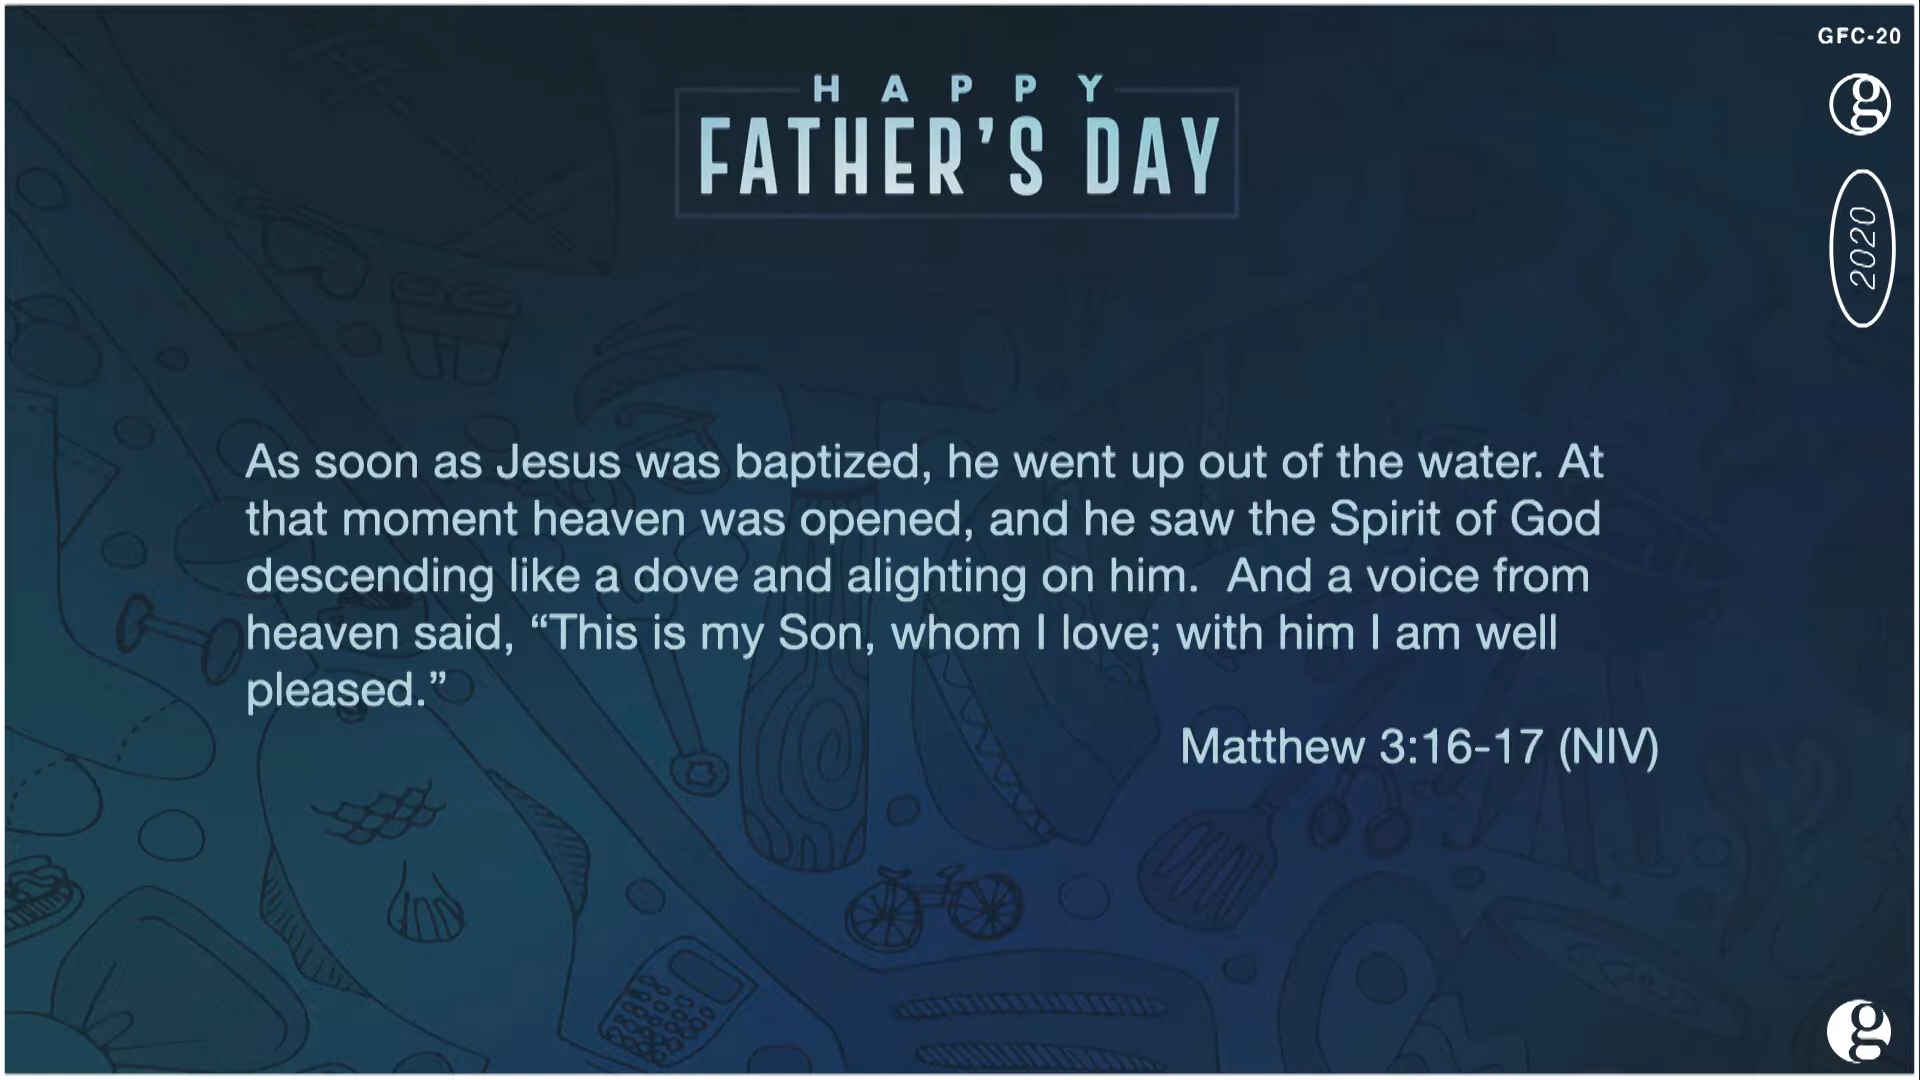 GFC-20
g
2020
HAPPY
FATHER'S DAY
As soon as Jesus was baptized, he went up out of the water. At
that moment heaven was opened, and he saw the Spirit of God
descending like a dove and alighting on him.  And a voice from
heaven said, “This is my Son, whom I love; with him I am well
pleased.”
Matthew 3:16-17 (NIV)
g